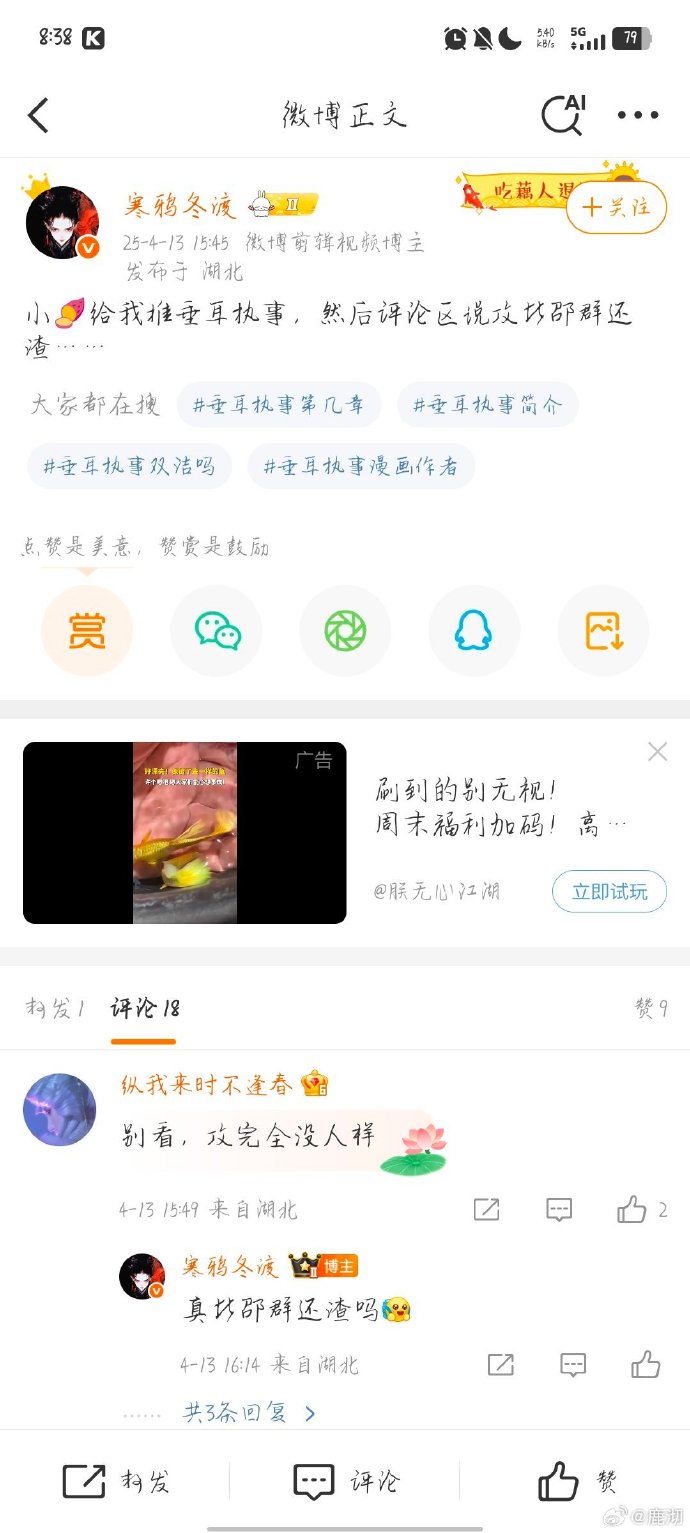 8:38 K 5.40 KB/s 5G 79
微博正文
AI
寒鸦冬渡 II
吃藕人退
+关注
25-4-13 15:45 微博剪辑视频博主
发布于 湖北
小🍠给我推垂耳执事，然后评论区说攻比邵群还
渣……
大家都在搜 #垂耳执事第几章 #垂耳执事简介
#垂耳执事双洁吗 #垂耳执事漫画作者
点赞是美意，赞赏是鼓励
赏
广告
刷到的别无视！
周末福利加码！离…
@朕无心江湖 立即试玩
转发 1 评论 18 赞 9
纵我来时不逢春 6
别看，攻完全没人样
4-13 15:49 来自湖北 2
寒鸦冬渡 II 博主
真比邵群还渣吗🥹
4-13 16:14 来自湖北
共3条回复 >
转发 评论 赞
@鹿沏